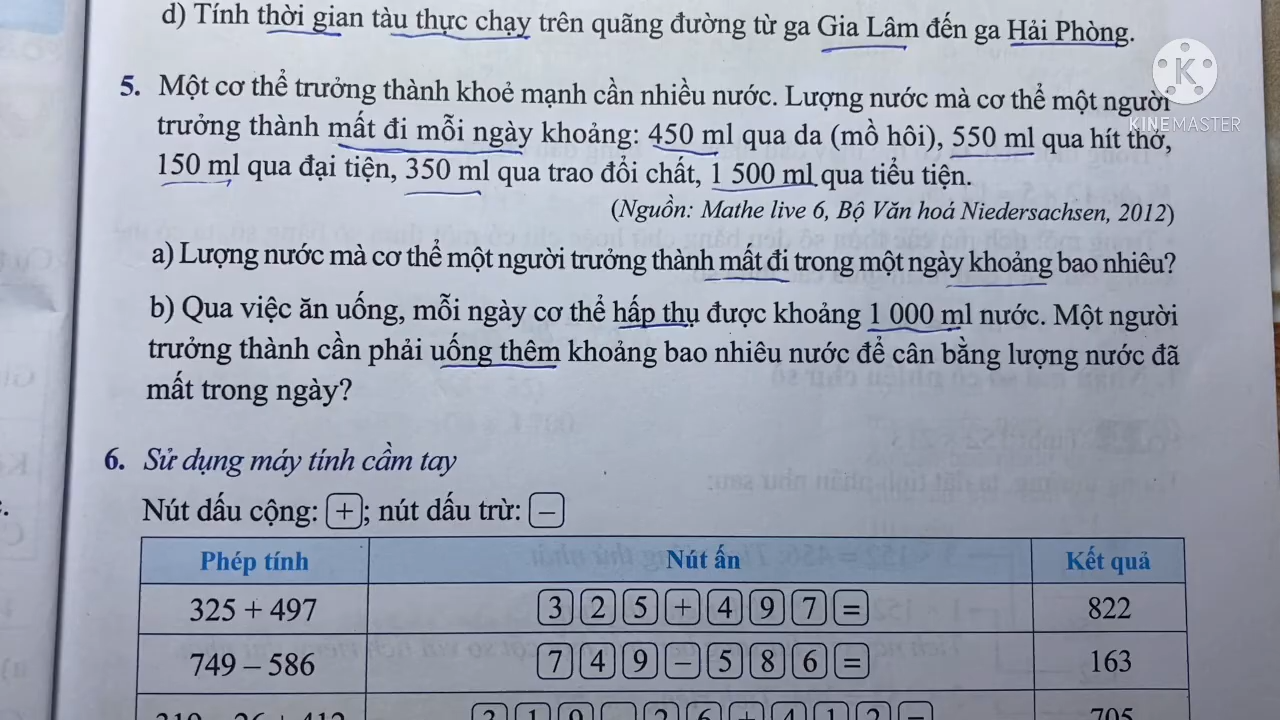 d) Tính thời gian tàu thực chạy trên quãng đường từ ga Gia Lâm đến ga Hải Phòng.
K
KINEMASTER
5. Một cơ thể trưởng thành khoẻ mạnh cần nhiều nước. Lượng nước mà cơ thể một người
trưởng thành mất đi mỗi ngày khoảng: 450 ml qua da (mồ hôi), 550 ml qua hít thở,
150 ml qua đại tiện, 350 ml qua trao đổi chất, 1 500 ml qua tiểu tiện.
(Nguồn: Mathe live 6, Bộ Văn hoá Niedersachsen, 2012)
a) Lượng nước mà cơ thể một người trưởng thành mất đi trong một ngày khoảng bao nhiêu?
b) Qua việc ăn uống, mỗi ngày cơ thể hấp thụ được khoảng 1 000 ml nước. Một người
trưởng thành cần phải uống thêm khoảng bao nhiêu nước để cân bằng lượng nước đã
mất trong ngày?
6. Sử dụng máy tính cầm tay
Nút dấu cộng: +; nút dấu trừ: −
Phép tính Nút ấn Kết quả
325 + 497 3 2 5 + 4 9 7 = 822
749 – 586 7 4 9 − 5 8 6 = 163